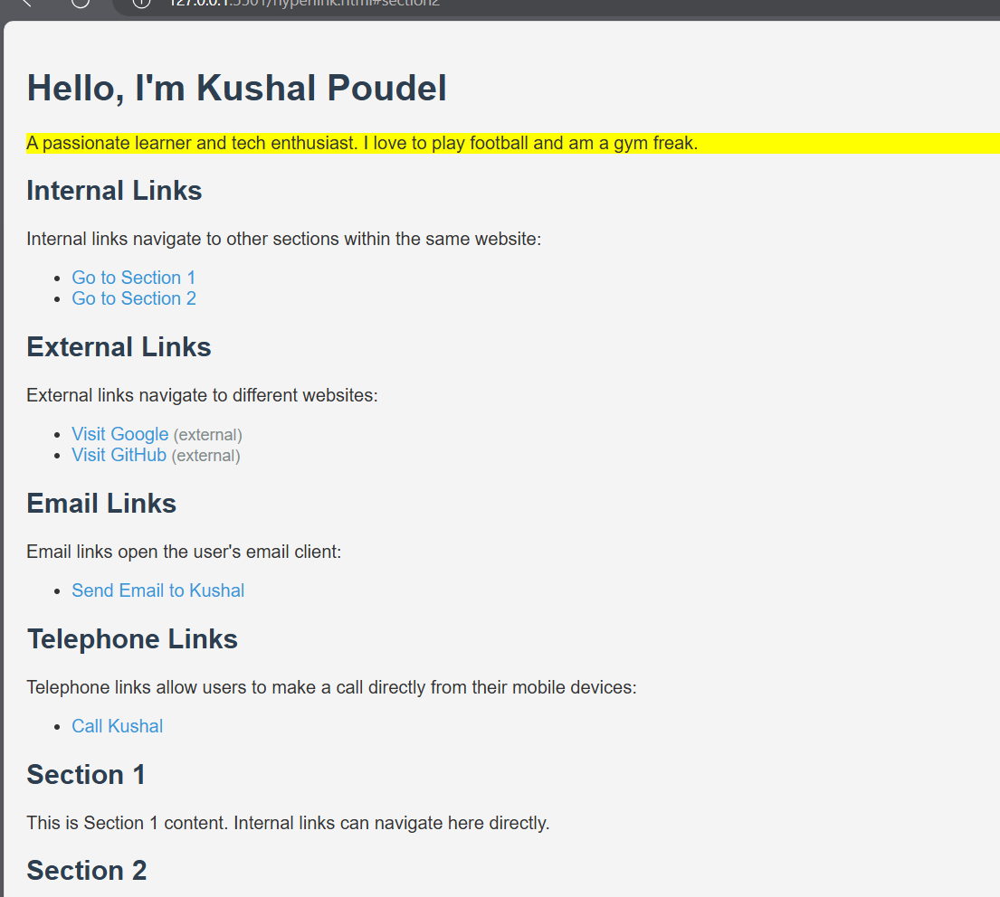 127.0.0.1:5501/hyperlink.html#section2
Hello, I'm Kushal Poudel
A passionate learner and tech enthusiast. I love to play football and am a gym freak.
Internal Links
Internal links navigate to other sections within the same website:
Go to Section 1
Go to Section 2
External Links
External links navigate to different websites:
Visit Google (external)
Visit GitHub (external)
Email Links
Email links open the user's email client:
Send Email to Kushal
Telephone Links
Telephone links allow users to make a call directly from their mobile devices:
Call Kushal
Section 1
This is Section 1 content. Internal links can navigate here directly.
Section 2